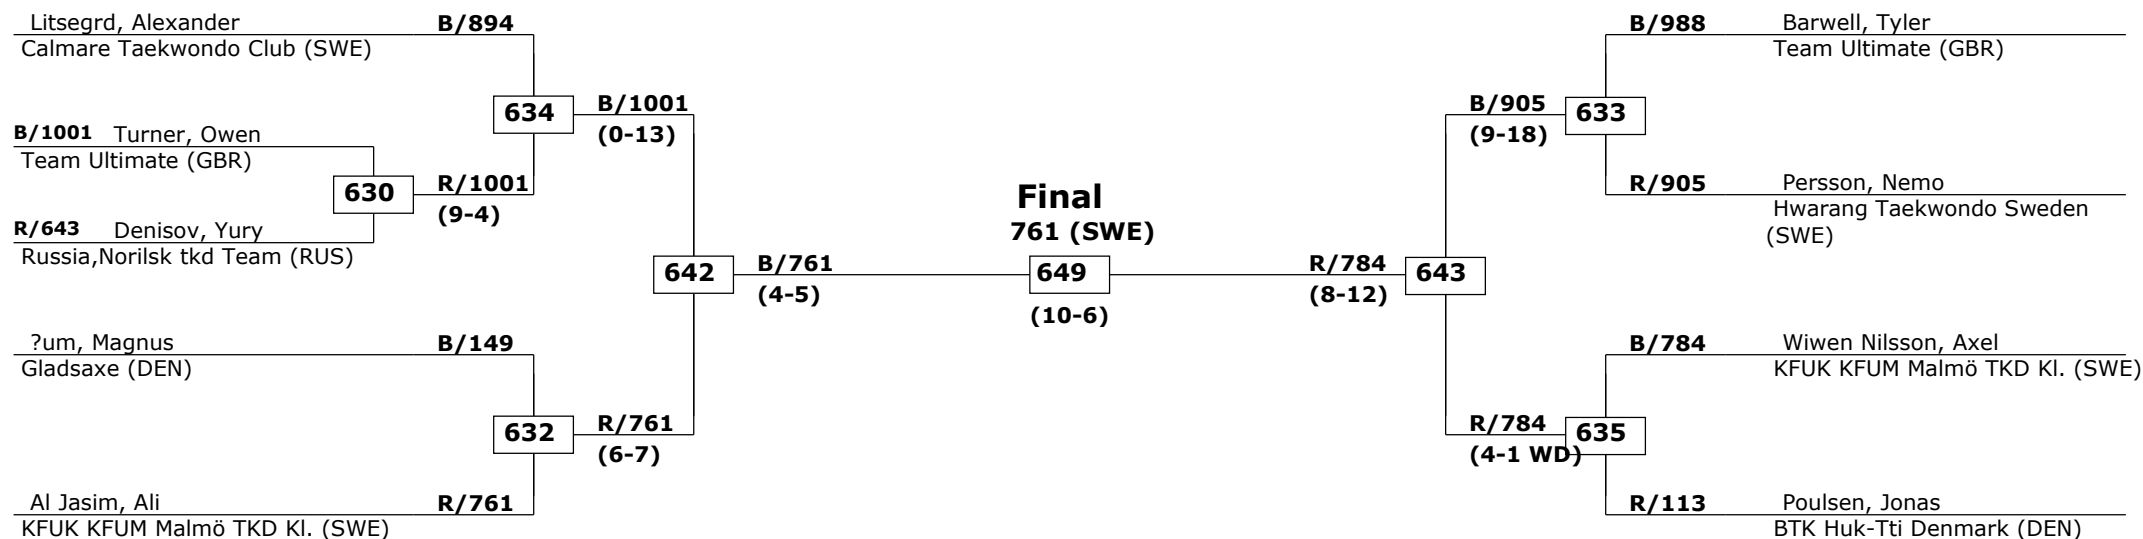 Litsegrd, Alexander
B/894
Calmare Taekwondo Club (SWE)
634
B/1001
(0-13)
B/1001 Turner, Owen
Team Ultimate (GBR)
630
R/1001
(9-4)
R/643 Denisov, Yury
Russia,Norilsk tkd Team (RUS)
642
B/761
(4-5)
?um, Magnus
B/149
Gladsaxe (DEN)
632
R/761
(6-7)
Al Jasim, Ali
R/761
KFUK KFUM Malmö TKD Kl. (SWE)
Final
761 (SWE)
649
(10-6)
B/988
Barwell, Tyler
Team Ultimate (GBR)
B/905
(9-18)
633
R/905
Persson, Nemo
Hwarang Taekwondo Sweden
(SWE)
R/784
(8-12)
643
B/784
Wiwen Nilsson, Axel
KFUK KFUM Malmö TKD Kl. (SWE)
R/784
(4-1 WD)
635
R/113
Poulsen, Jonas
BTK Huk-Tti Denmark (DEN)